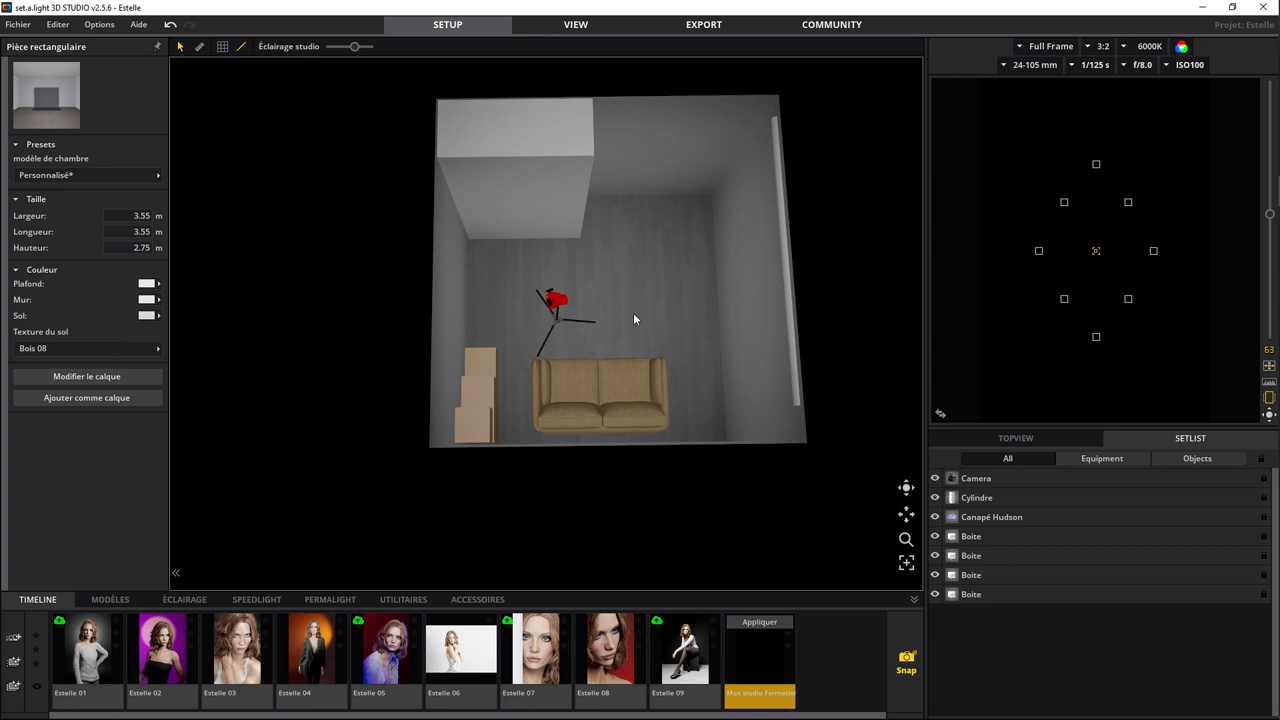 set.a.light 3D STUDIO v2.5.6 - Estelle
Fichier Editer Options Aide SETUP VIEW EXPORT COMMUNITY Projet: Estelle
Pièce rectangulaire
Éclairage studio
Full Frame 3:2 6000K
24-105 mm 1/125 s f/8.0 ISO100
Presets
modèle de chambre
Personnalisé*
Taille
Largeur: 3.55 m
Longueur: 3.55 m
Hauteur: 2.75 m
Couleur
Plafond:
Mur:
Sol:
Texture du sol
Bois 08
Modifier le calque
Ajouter comme calque
63
TOPVIEW SETLIST
All Equipment Objects
Camera
Cylindre
Canapé Hudson
Boite
Boite
Boite
Boite
TIMELINE MODÈLES ÉCLAIRAGE SPEEDLIGHT PERMALIGHT UTILITAIRES ACCESSOIRES
Appliquer
Snap
Estelle 01 Estelle 02 Estelle 03 Estelle 04 Estelle 05 Estelle 06 Estelle 07 Estelle 08 Estelle 09 Mon studio Formation